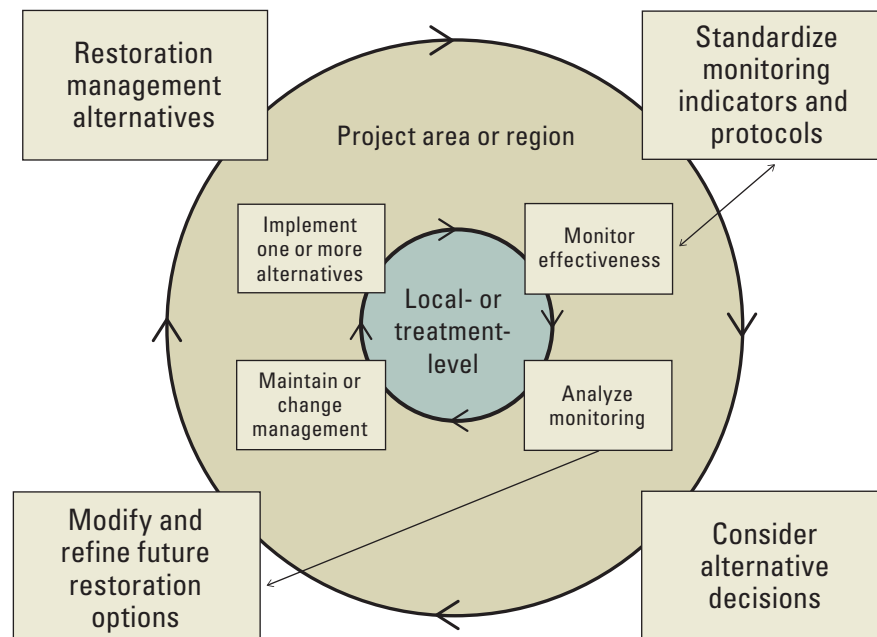 Restoration
management
alternatives
Standardize
monitoring
indicators and
protocols
Project area or region
Implement
one or more
alternatives
Monitor
effectiveness
Local- or
treatment-
level
Maintain or
change
management
Analyze
monitoring
Modify and
refine future
restoration
options
Consider
alternative
decisions